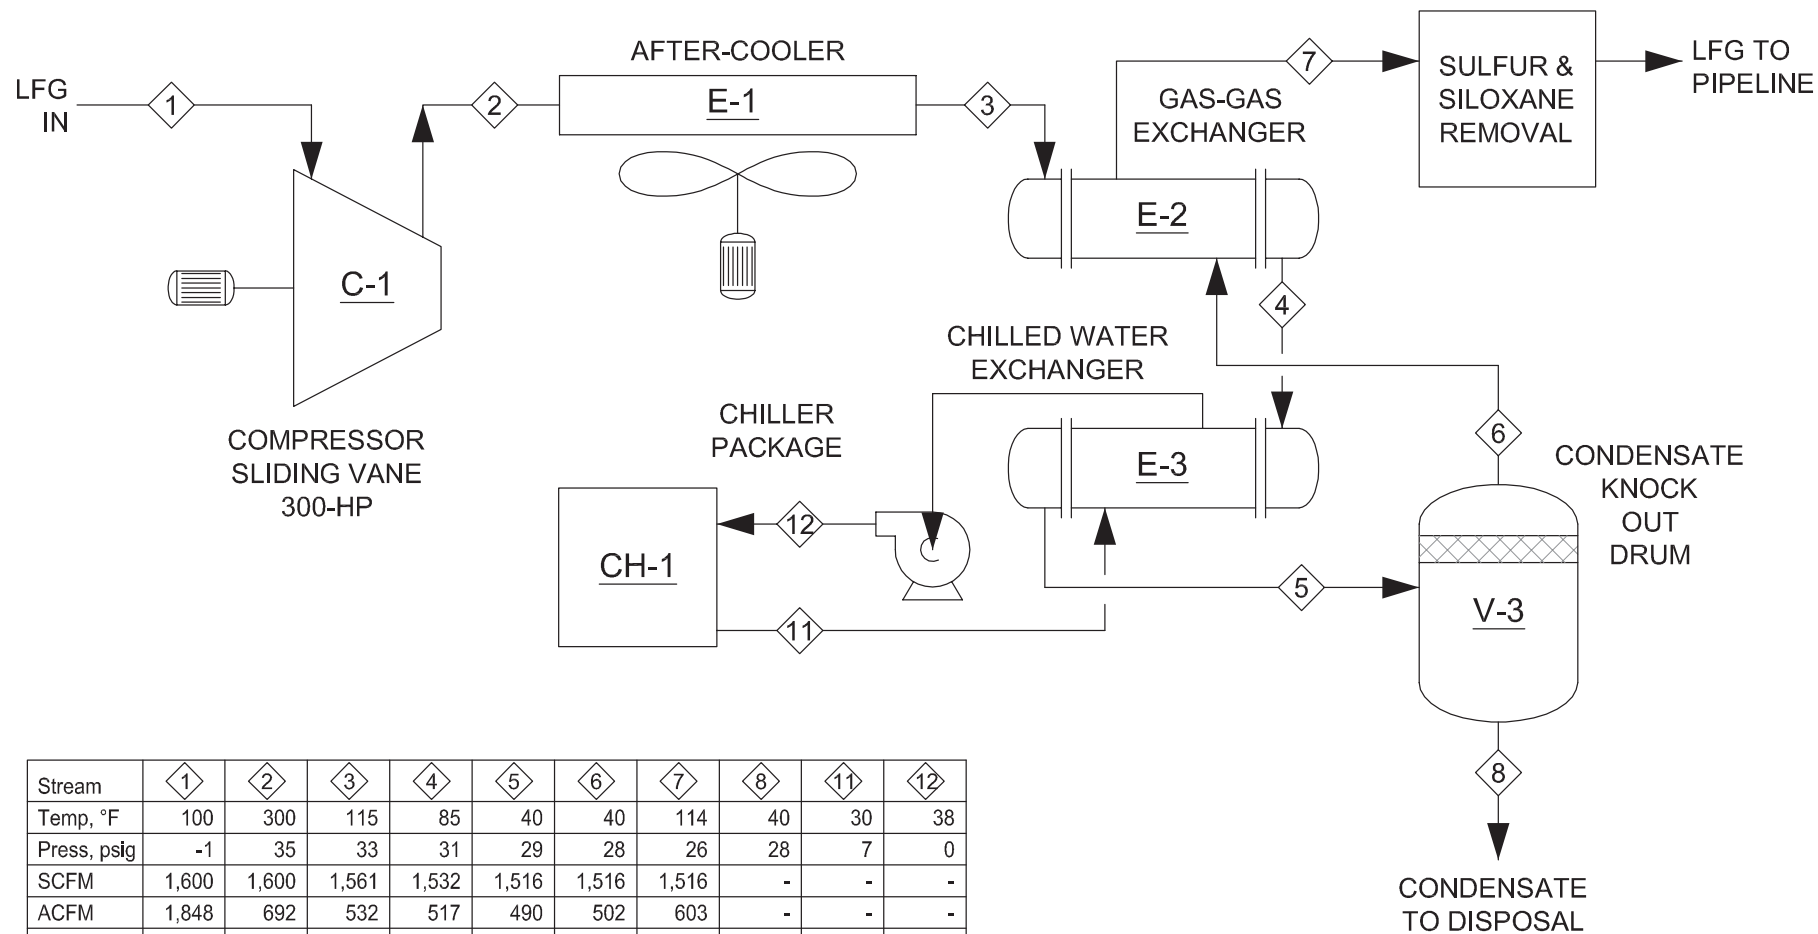 AFTER-COOLER
E-1
LFG
IN
1
2
3
7
SULFUR &
SILOXANE
REMOVAL
LFG TO
PIPELINE
GAS-GAS
EXCHANGER
E-2
C-1
COMPRESSOR
SLIDING VANE
300-HP
4
CHILLED WATER
EXCHANGER
E-3
CHILLER
PACKAGE
12
CH-1
11
5
6
CONDENSATE
KNOCK
OUT
DRUM
V-3
8
CONDENSATE
TO DISPOSAL
Stream 1 2 3 4 5 6 7 8 11 12
Temp, °F 100 300 115 85 40 40 114 40 30 38
Press, psig -1 35 33 31 29 28 26 28 7 0
SCFM 1,600 1,600 1,561 1,532 1,516 1,516 1,516 - - -
ACFM 1,848 692 532 517 490 502 603 - - -